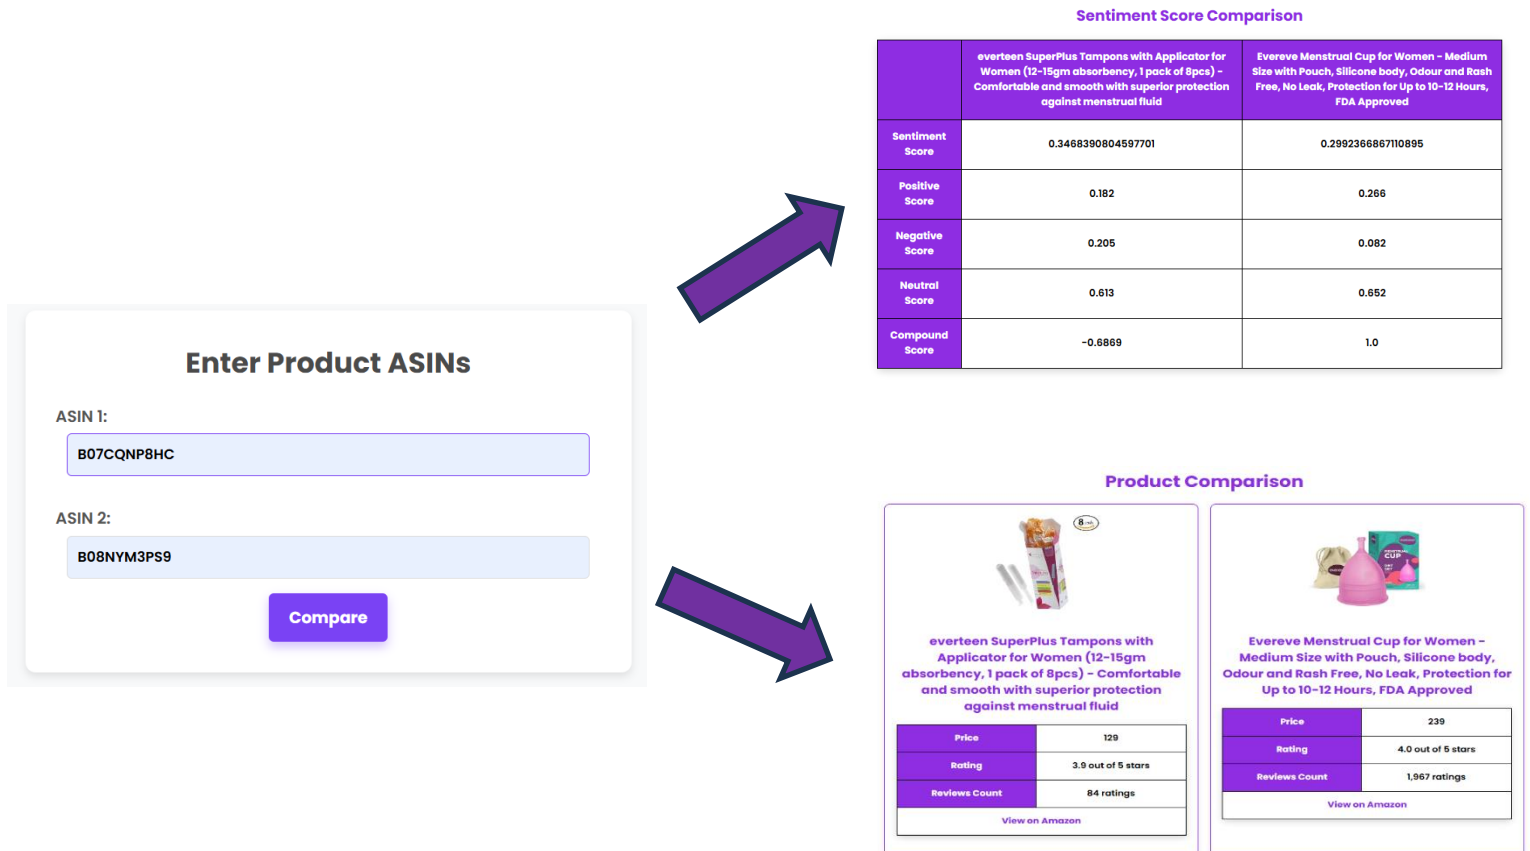 Enter Product ASINs
ASIN 1:
B07CQNP8HC
ASIN 2:
B08NYM3PS9
Compare
Sentiment Score Comparison
everteen SuperPlus Tampons with Applicator for
Women (12-15gm absorbency, 1 pack of 8pcs) -
Comfortable and smooth with superior protection
against menstrual fluid
Evereve Menstrual Cup for Women - Medium
Size with Pouch, Silicone body, Odour and Rash
Free, No Leak, Protection for Up to 10-12 Hours,
FDA Approved
Sentiment
Score
0.3468390804597701
0.2992366867110895
Positive
Score
0.182
0.266
Negative
Score
0.205
0.082
Neutral
Score
0.613
0.652
Compound
Score
-0.6869
1.0
Product Comparison
8
everteen SuperPlus Tampons with
Applicator for Women (12-15gm
absorbency, 1 pack of 8pcs) - Comfortable
and smooth with superior protection
against menstrual fluid
Price 129
Rating 3.9 out of 5 stars
Reviews Count 84 ratings
View on Amazon
MENSTRUAL
CUP
Evereve Menstrual Cup for Women -
Medium Size with Pouch, Silicone body,
Odour and Rash Free, No Leak, Protection for
Up to 10-12 Hours, FDA Approved
Price 239
Rating 4.0 out of 5 stars
Reviews Count 1,967 ratings
View on Amazon